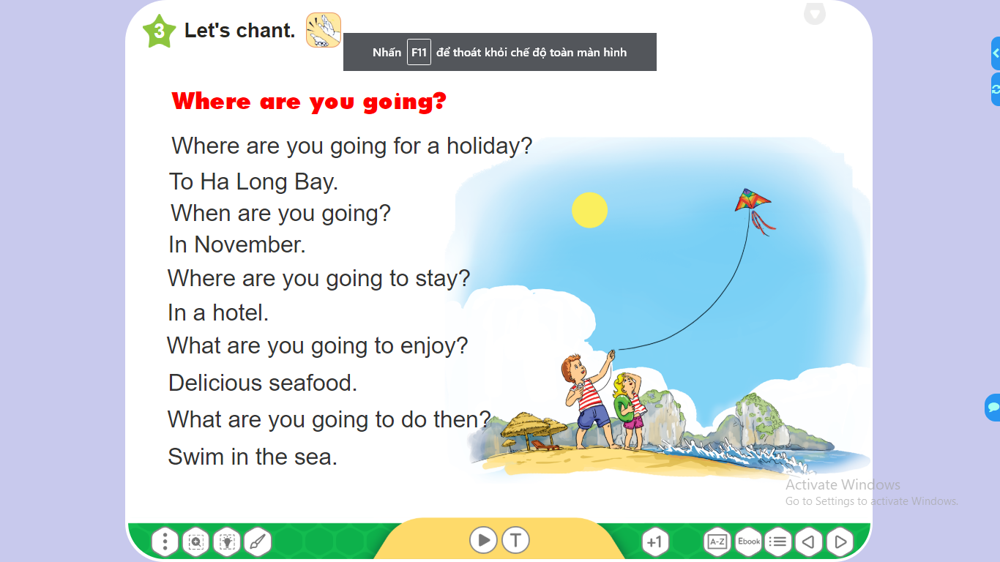 3 Let's chant.
Nhấn F11 để thoát khỏi chế độ toàn màn hình
Where are you going?
Where are you going for a holiday?
To Ha Long Bay.
When are you going?
In November.
Where are you going to stay?
In a hotel.
What are you going to enjoy?
Delicious seafood.
What are you going to do then?
Swim in the sea.
Activate Windows
Go to Settings to activate Windows.
T
+1
A-Z
Ebook